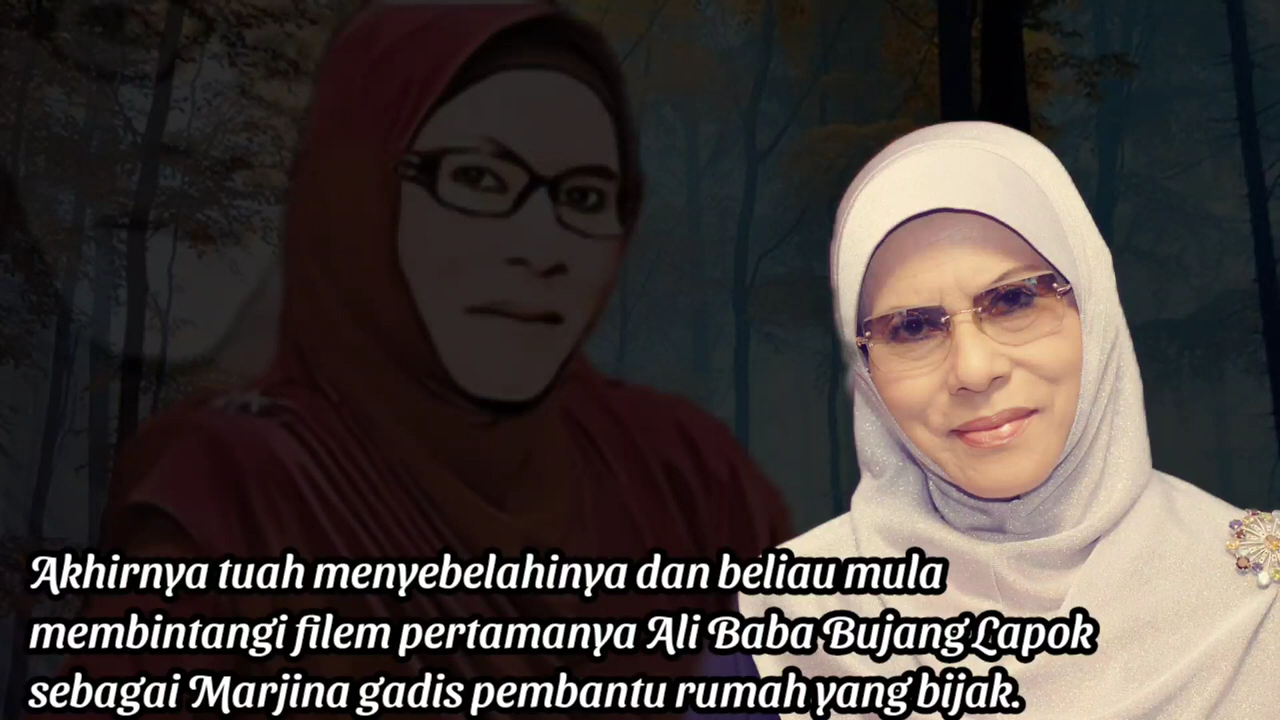 Akhirnya tuah menyebelahinya dan beliau mula
membintangi filem pertamanya Ali Baba Bujang Lapok
sebagai Marjina gadis pembantu rumah yang bijak.